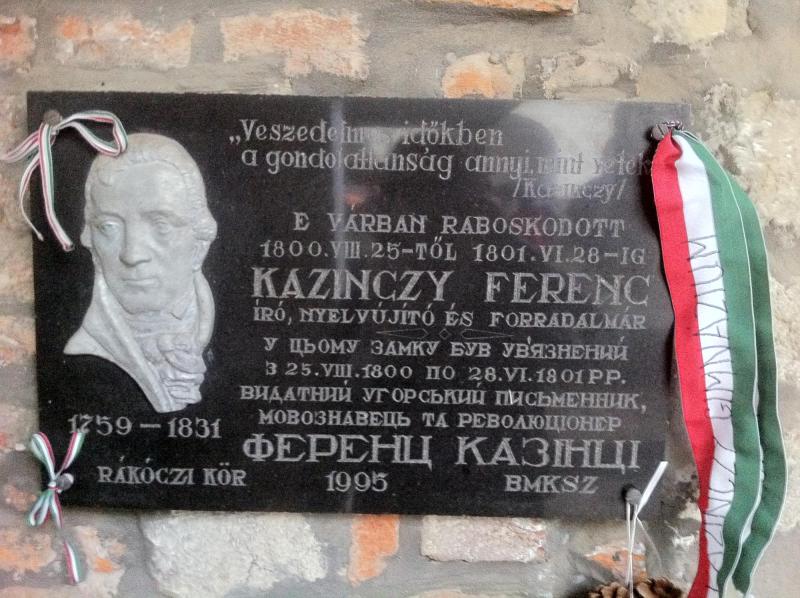 „Veszedelmes időkben
a gondolatlanság annyi, mint vétek"
/Kazinczy/
E VÁRBAN RABOSKODOTT
1800.VIII.25-TŐL 1801.VI.28-IG
KAZINCZY FERENC
ÍRÓ, NYELVÚJÍTÓ ÉS FORRADALMÁR
У ЦЬОМУ ЗАМКУ БУВ УВ'ЯЗНЕНИЙ
З 25.VIII.1800 ПО 28.VI.1801 РР.
ВИДАТНИЙ УГОРСЬКИЙ ПИСЬМЕННИК,
МОВОЗНАВЕЦЬ ТА РЕВОЛЮЦІОНЕР
ФЕРЕНЦ КАЗІНЦІ
1759-1831
RÁKÓCZI KÖR
1995
BMKSZ
KAZINCZY GIMNÁZIUM